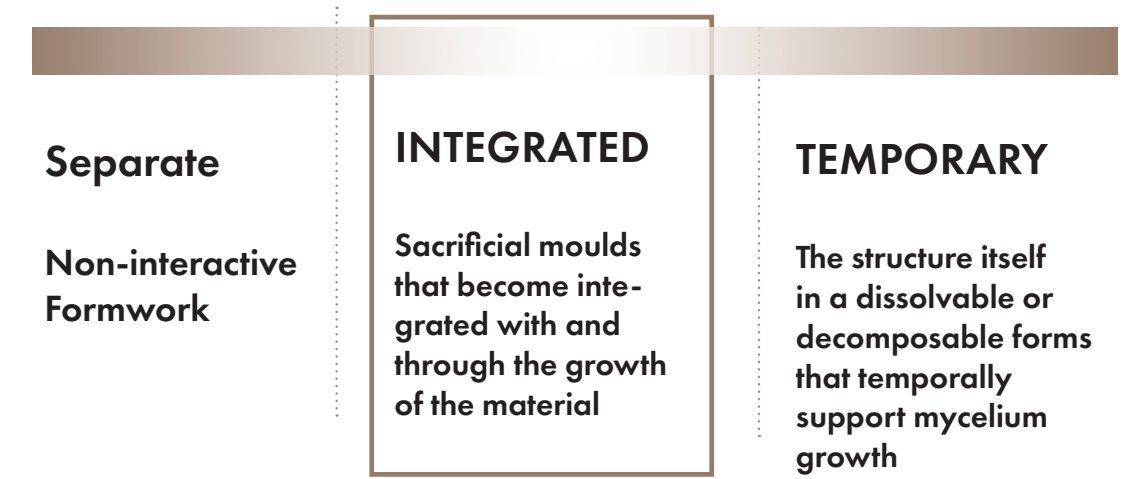 Separate
Non-interactive
Formwork
INTEGRATED
Sacrificial moulds
that become inte-
grated with and
through the growth
of the material
TEMPORARY
The structure itself
in a dissolvable or
decomposable forms
that temporally
support mycelium
growth